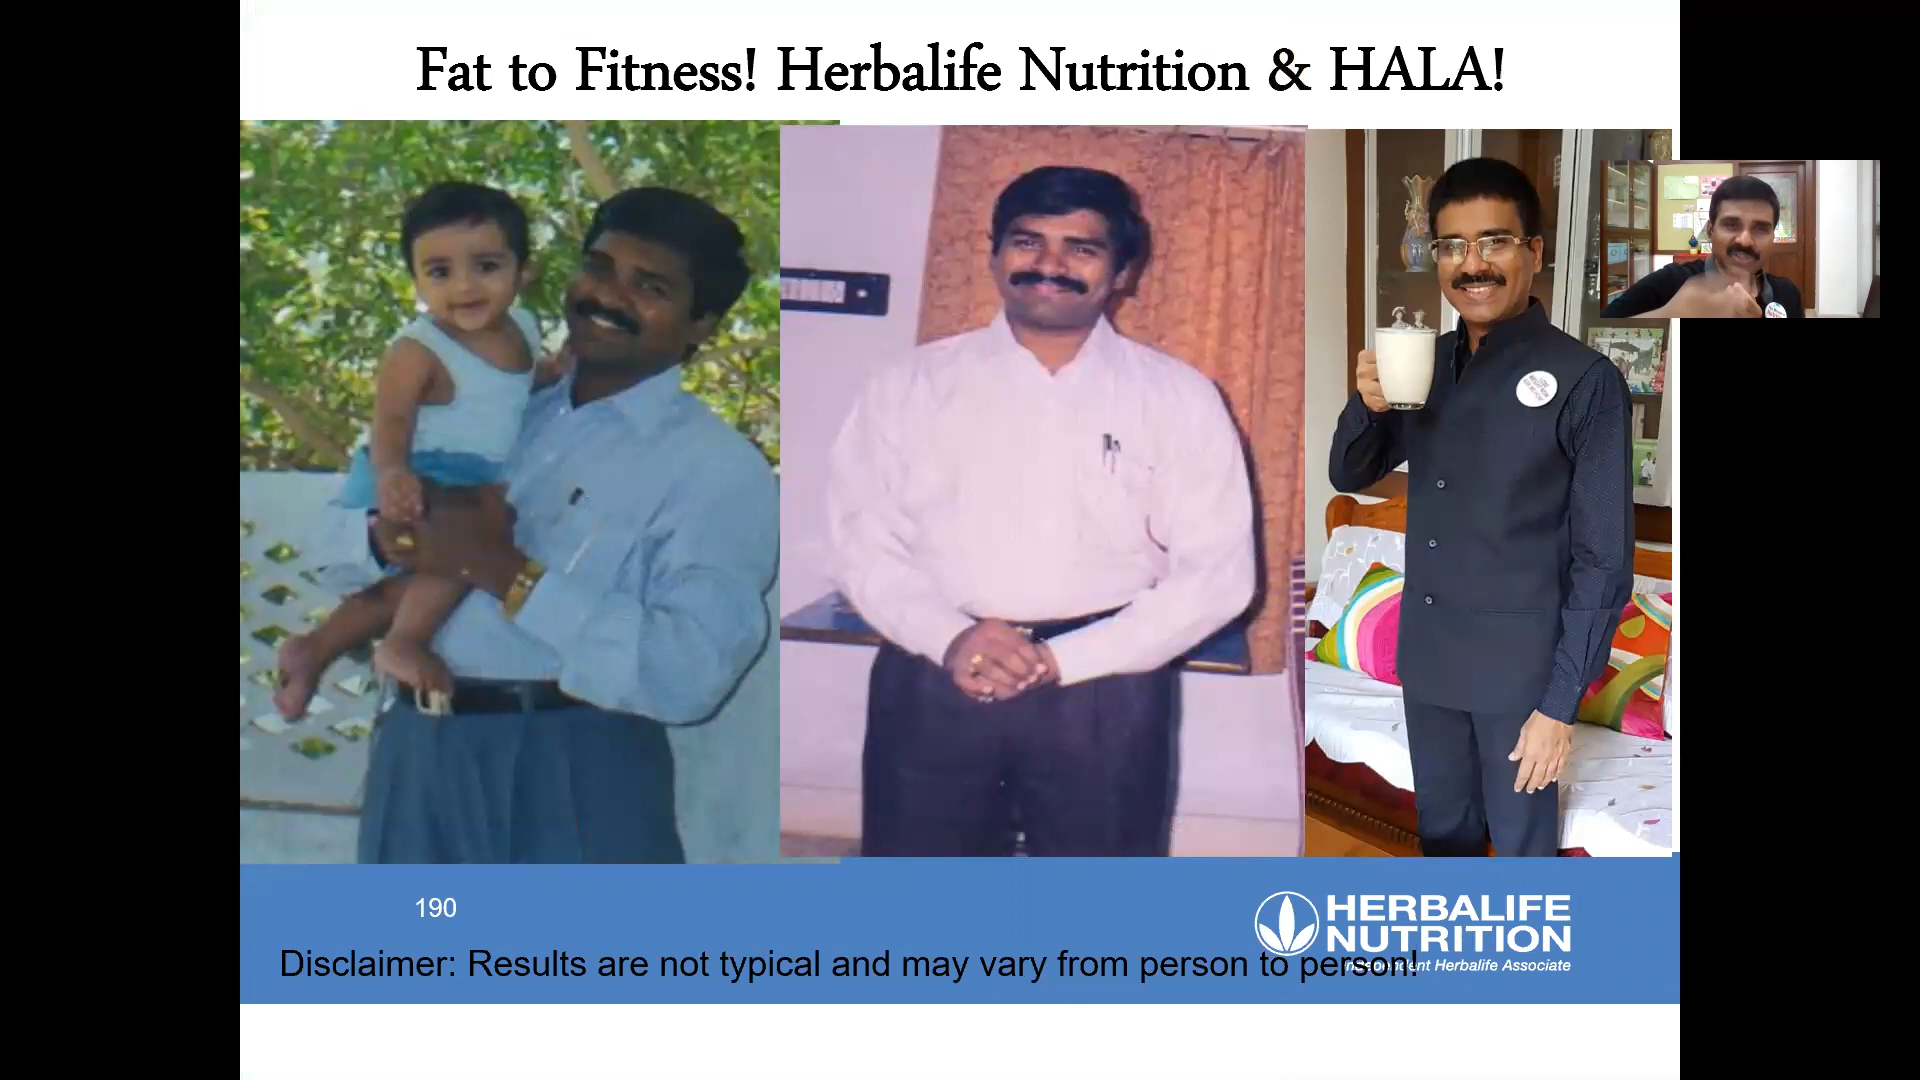 Fat to Fitness! Herbalife Nutrition & HALA!
190
HERBALIFE
NUTRITION
Herbalife Associate
Disclaimer: Results are not typical and may vary from person to person!